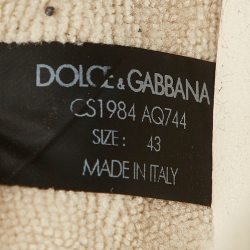 DOLCE & GABBANA
CS1984 AQ744
SIZE: 43
MADE IN ITALY